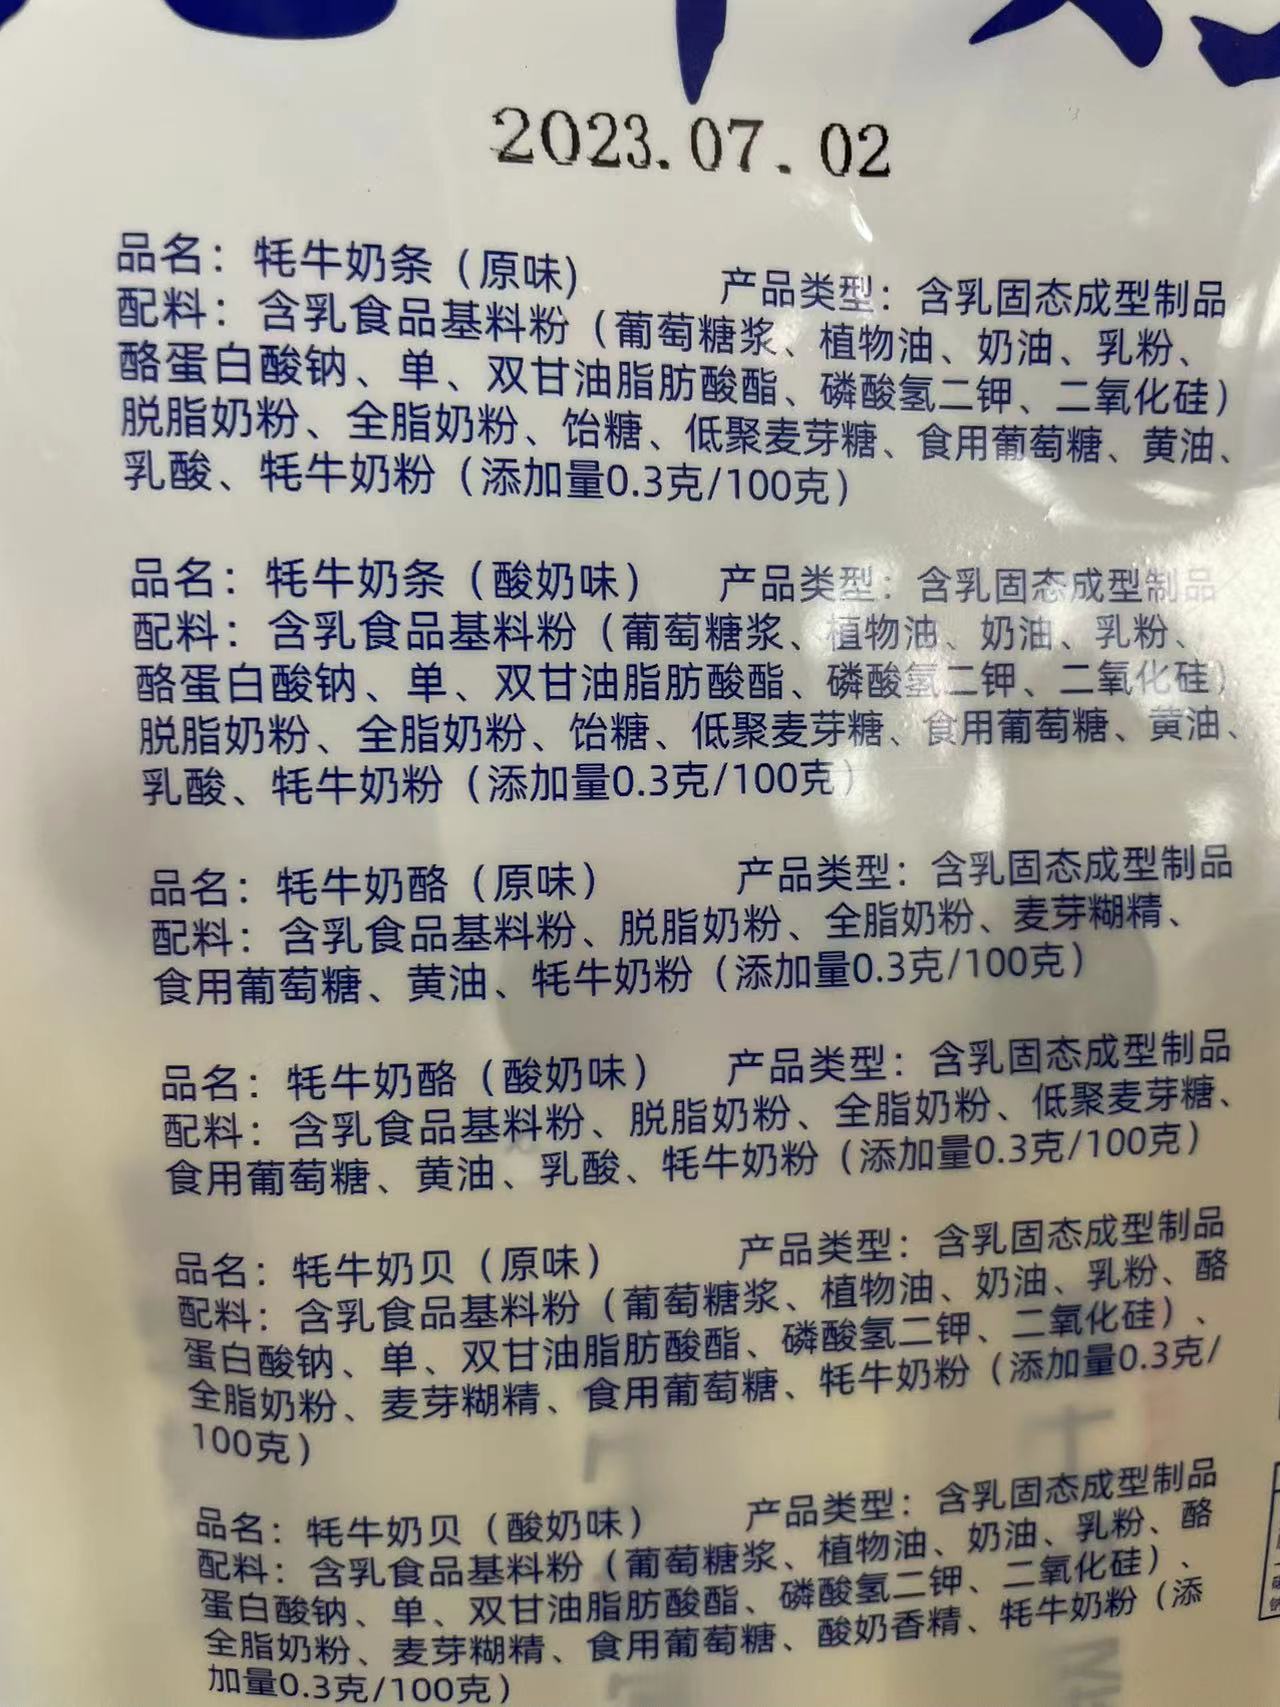 2023.07.02
品名：牦牛奶条（原味） 产品类型：含乳固态成型制品
配料：含乳食品基料粉（葡萄糖浆、植物油、奶油、乳粉、
酪蛋白酸钠、单、双甘油脂肪酸酯、磷酸氢二钾、二氧化硅）
脱脂奶粉、全脂奶粉、饴糖、低聚麦芽糖、食用葡萄糖、黄油、
乳酸、牦牛奶粉（添加量0.3克/100克）
品名：牦牛奶条（酸奶味） 产品类型：含乳固态成型制品
配料：含乳食品基料粉（葡萄糖浆、植物油、奶油、乳粉、
酪蛋白酸钠、单、双甘油脂肪酸酯、磷酸氢二钾、二氧化硅）
脱脂奶粉、全脂奶粉、饴糖、低聚麦芽糖、食用葡萄糖、黄油、
乳酸、牦牛奶粉（添加量0.3克/100克）
品名：牦牛奶酪（原味） 产品类型：含乳固态成型制品
配料：含乳食品基料粉、脱脂奶粉、全脂奶粉、麦芽糊精、
食用葡萄糖、黄油、牦牛奶粉（添加量0.3克/100克）
品名：牦牛奶酪（酸奶味） 产品类型：含乳固态成型制品
配料：含乳食品基料粉、脱脂奶粉、全脂奶粉、低聚麦芽糖、
食用葡萄糖、黄油、乳酸、牦牛奶粉（添加量0.3克/100克）
品名：牦牛奶贝（原味） 产品类型：含乳固态成型制品
配料：含乳食品基料粉（葡萄糖浆、植物油、奶油、乳粉、酪
蛋白酸钠、单、双甘油脂肪酸酯、磷酸氢二钾、二氧化硅）、
全脂奶粉、麦芽糊精、食用葡萄糖、牦牛奶粉（添加量0.3克/
100克）
品名：牦牛奶贝（酸奶味） 产品类型：含乳固态成型制品
配料：含乳食品基料粉（葡萄糖浆、植物油、奶油、乳粉、酪
蛋白酸钠、单、双甘油脂肪酸酯、磷酸氢二钾、二氧化硅）、
全脂奶粉、麦芽糊精、食用葡萄糖、酸奶香精、牦牛奶粉（添
加量0.3克/100克）